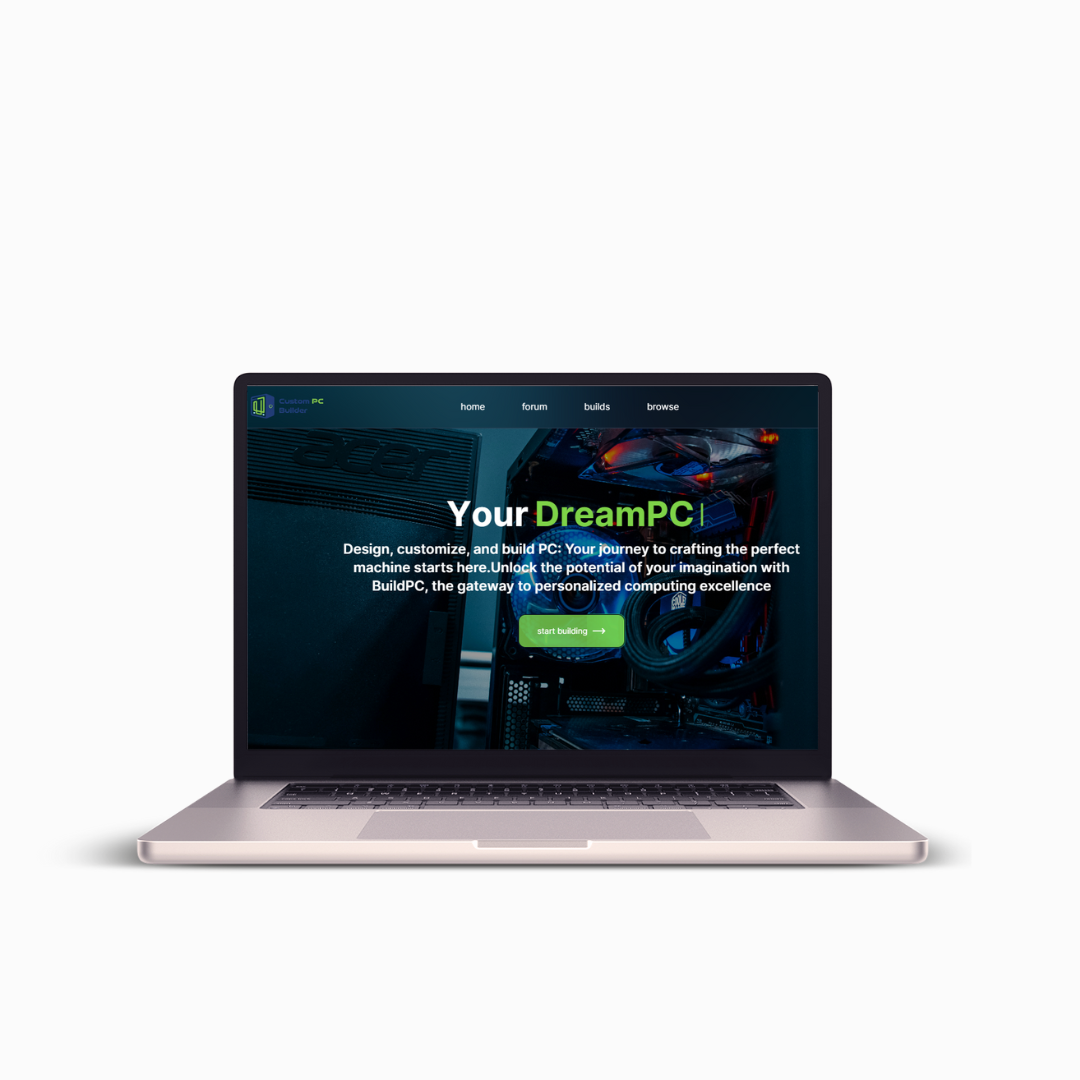 Custom PC
Builder
home forum builds browse
acer
Your DreamPC
Design, customize, and build PC: Your journey to crafting the perfect
machine starts here.Unlock the potential of your imagination with
BuildPC, the gateway to personalized computing excellence
start building →